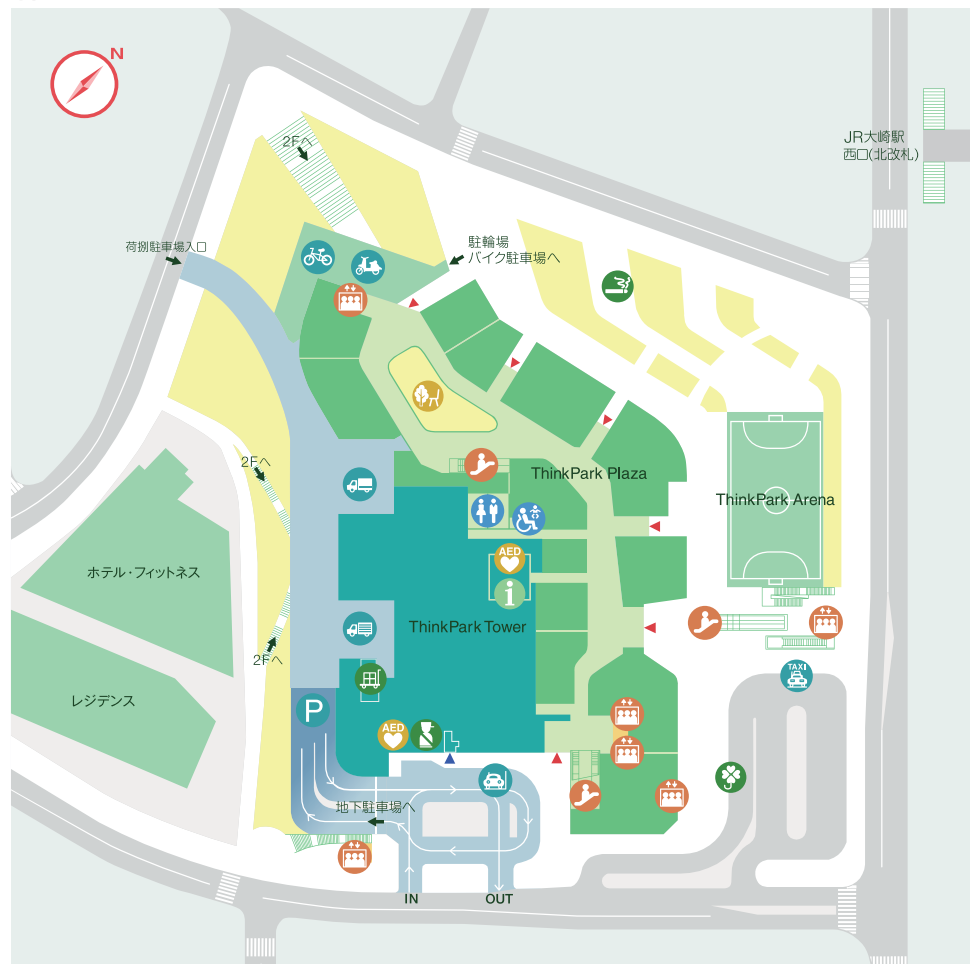 N
2Fへ
JR大崎駅
西口(北改札)
荷捌駐車場入口
駐輪場
バイク駐車場へ
2Fへ
ThinkPark Plaza
ThinkPark Arena
AED
i
ホテル・フィットネス
ThinkPark Tower
2Fへ
TAXI
レジデンス
P
AED
地下駐車場へ
IN
OUT